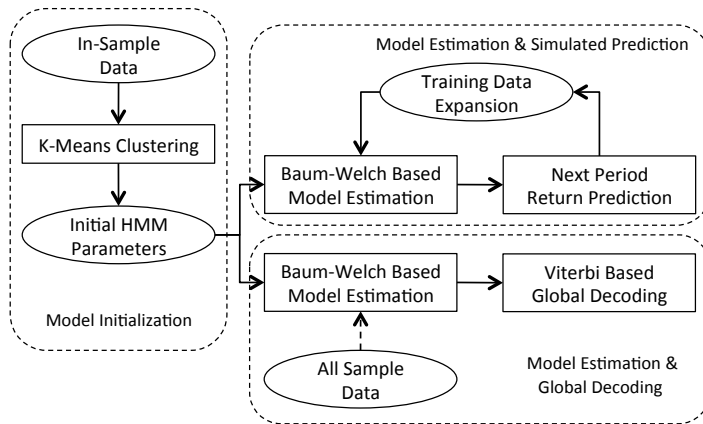 In-Sample
Data
K-Means Clustering
Initial HMM
Parameters
Model Initialization
Model Estimation & Simulated Prediction
Training Data
Expansion
Baum-Welch Based
Model Estimation
Next Period
Return Prediction
Baum-Welch Based
Model Estimation
Viterbi Based
Global Decoding
All Sample
Data
Model Estimation &
Global Decoding